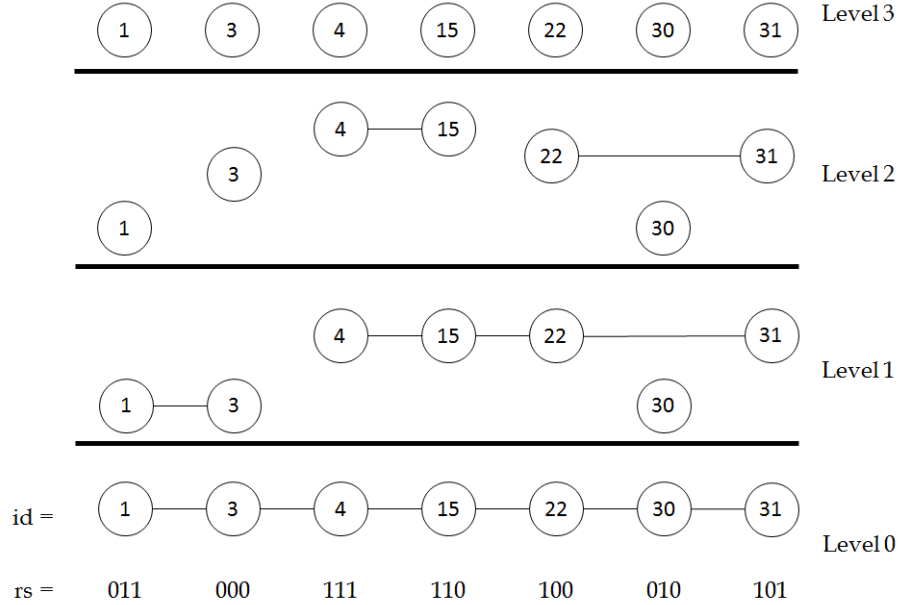 1 3 4 15 22 30 31 Level 3
4 15
22 31
3 Level 2
1 30
4 15 22 31
Level 1
1 3 30
id = 1 3 4 15 22 30 31
Level 0
rs = 011 000 111 110 100 010 101